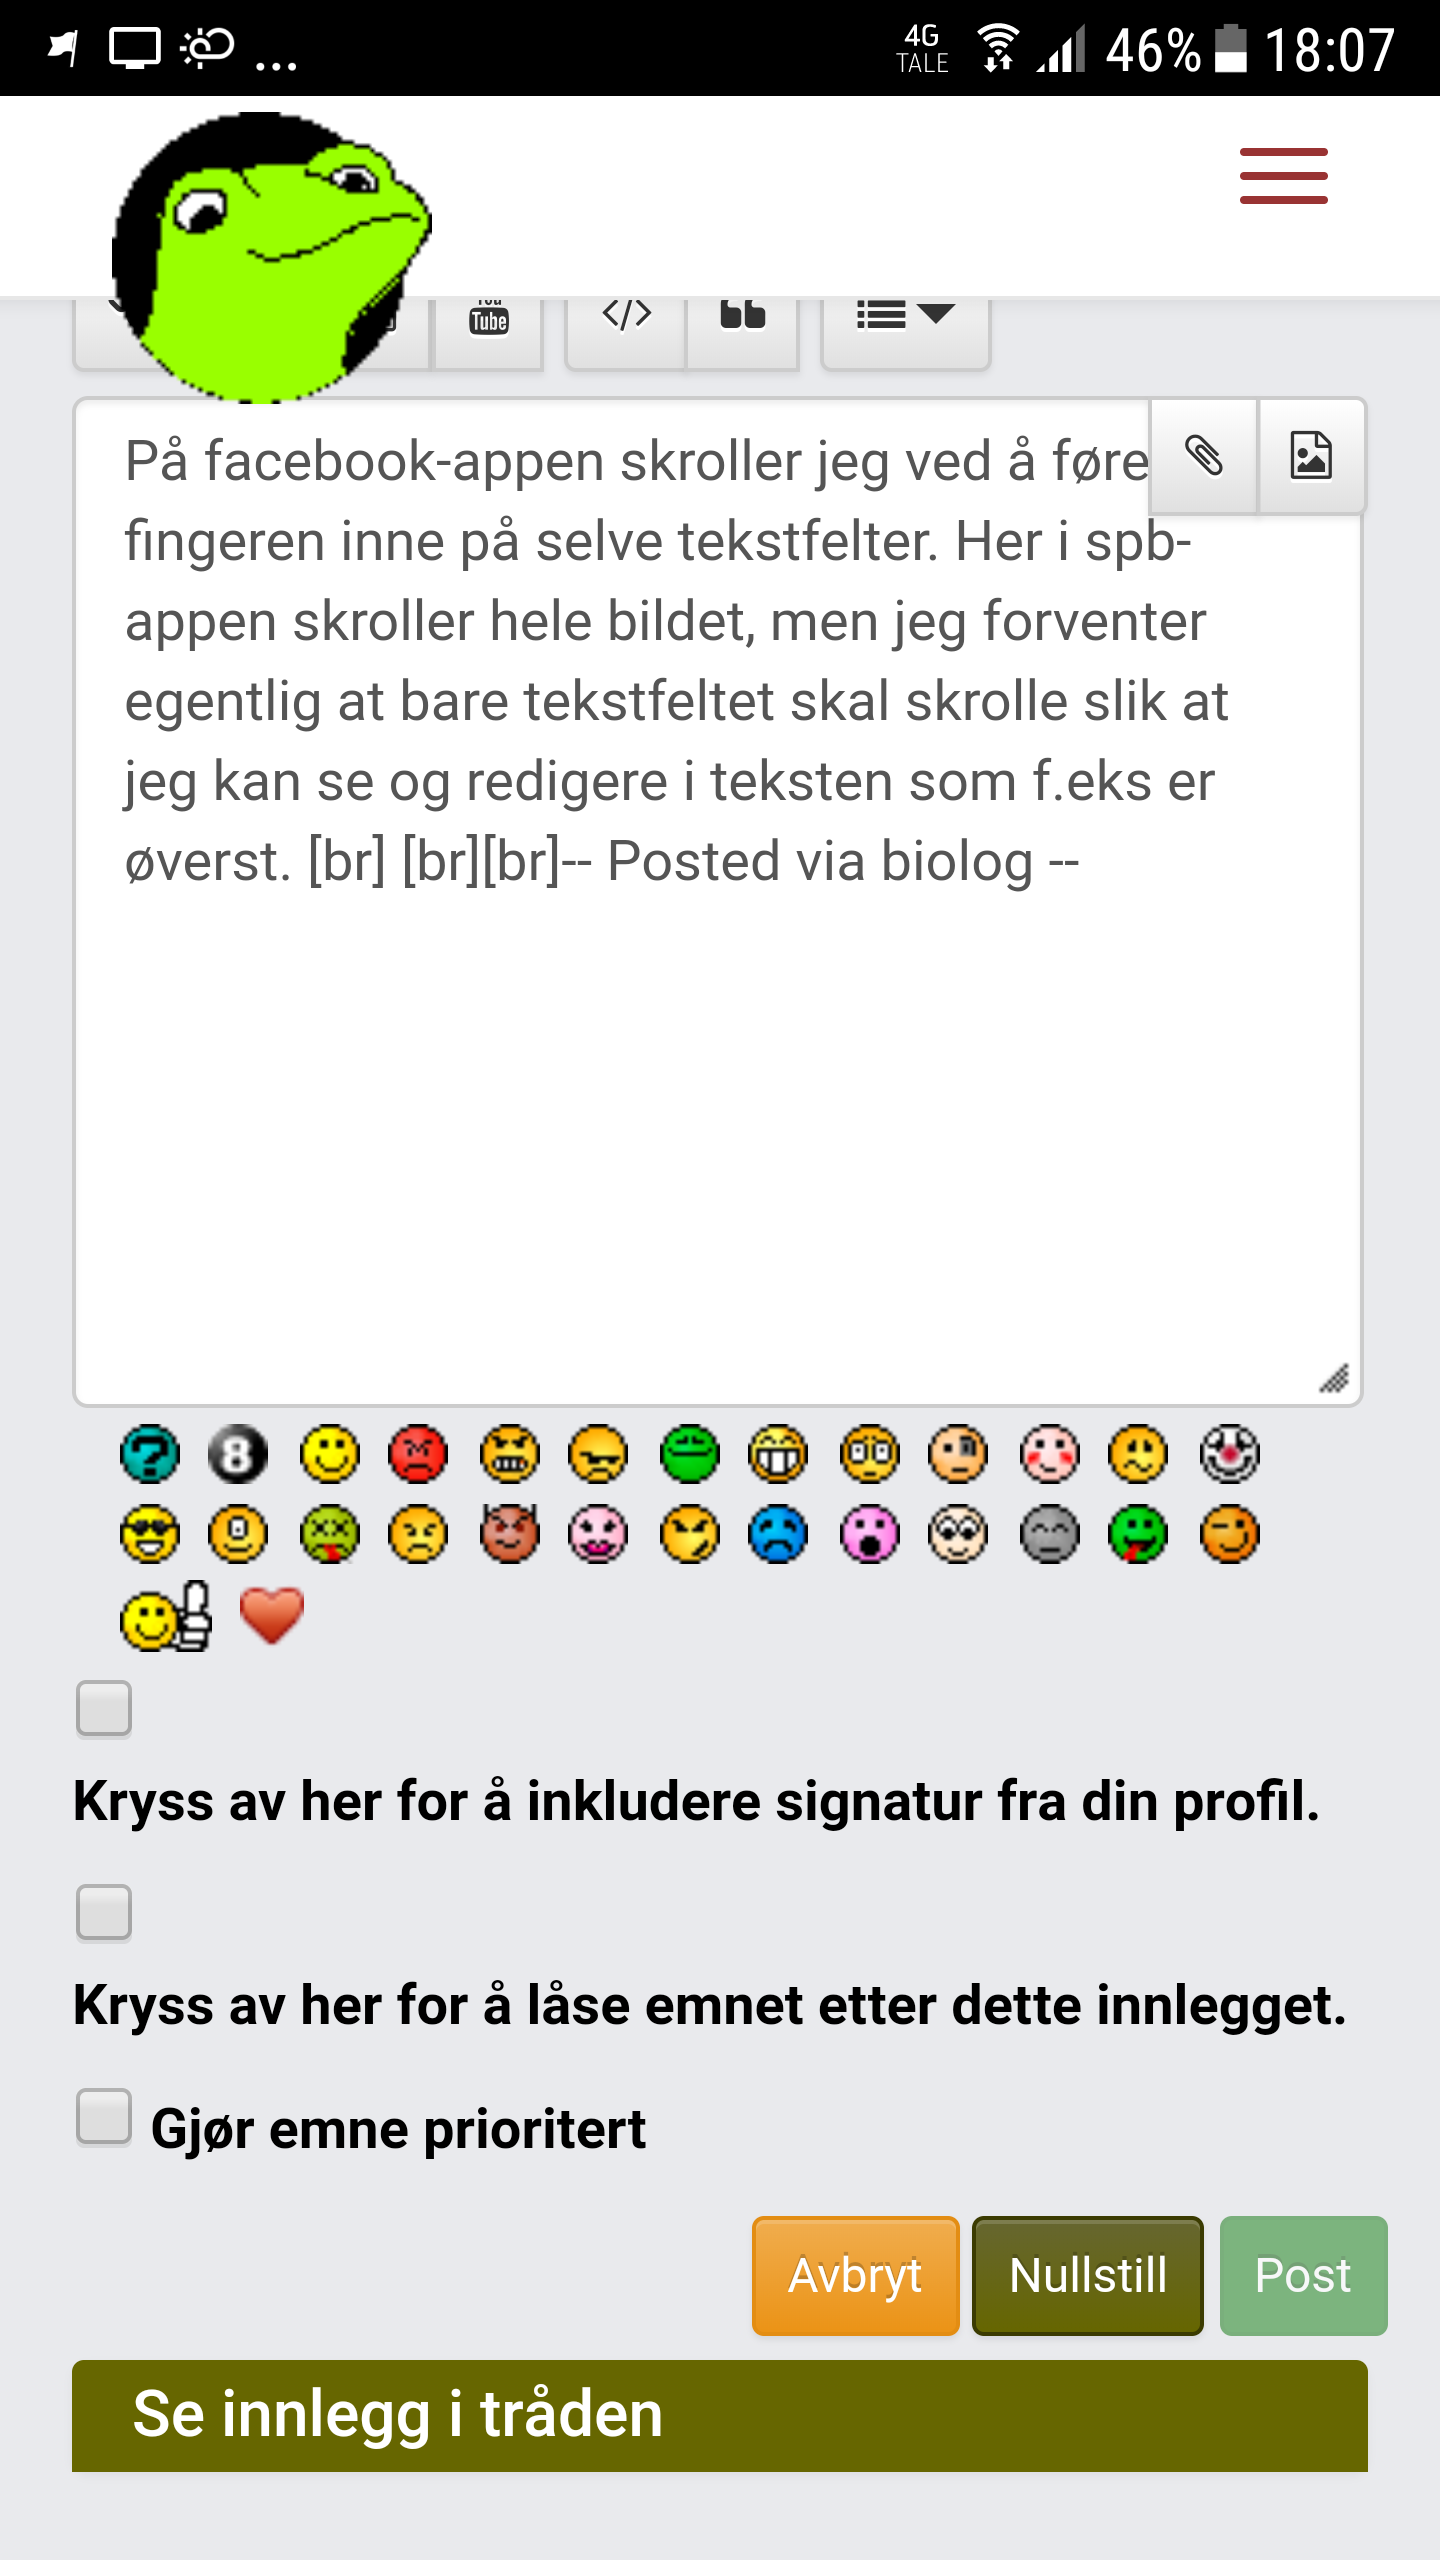 4G
TALE
46%
18:07
You
Tube
</>
På facebook-appen skroller jeg ved å føre
fingeren inne på selve tekstfelter. Her i spb-
appen skroller hele bildet, men jeg forventer
egentlig at bare tekstfeltet skal skrolle slik at
jeg kan se og redigere i teksten som f.eks er
øverst. [br] [br][br]-- Posted via biolog --
? 8
Kryss av her for å inkludere signatur fra din profil.
Kryss av her for å låse emnet etter dette innlegget.
Gjør emne prioritert
Avbryt Nullstill Post
Se innlegg i tråden